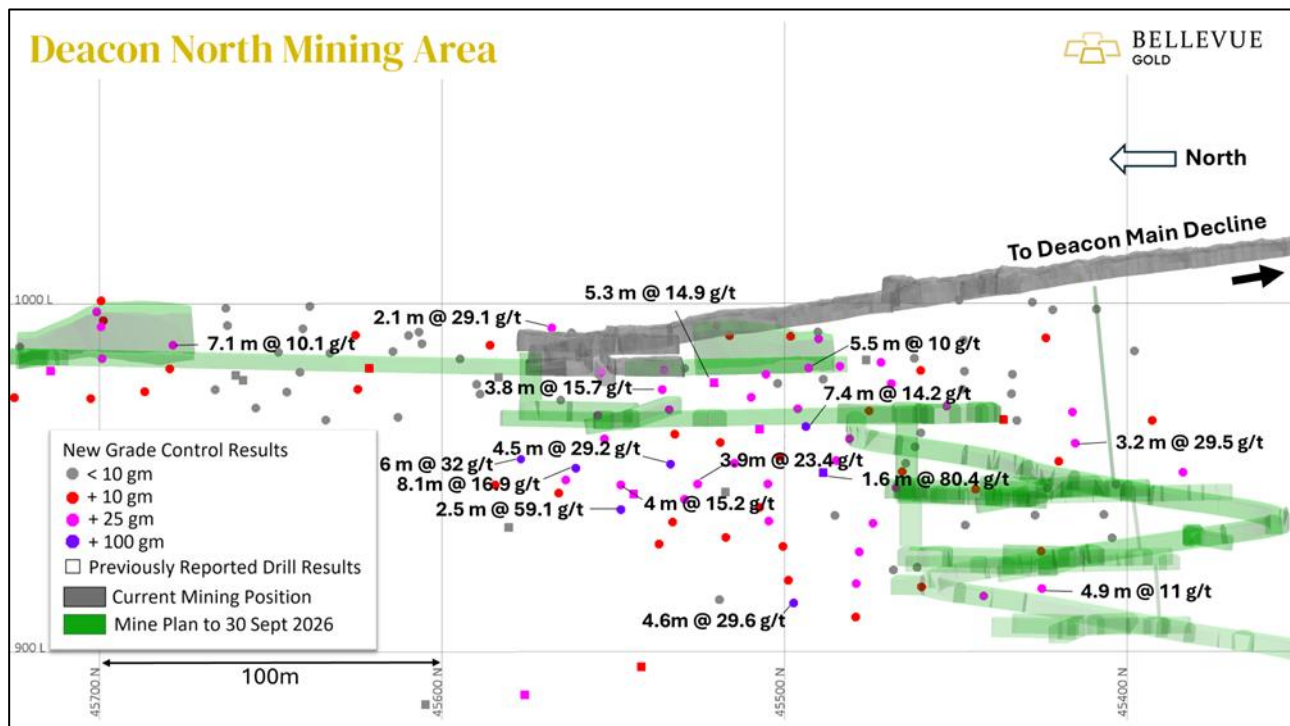 Deacon North Mining Area
BELLEVUE
GOLD
North
To Deacon Main Decline
5.3 m @ 14.9 g/t
1000 L
2.1 m @ 29.1 g/t
7.1 m @ 10.1 g/t
5.5 m @ 10 g/t
3.8 m @ 15.7 g/t
7.4 m @ 14.2 g/t
4.5 m @ 29.2 g/t
3.2 m @ 29.5 g/t
6 m @ 32 g/t
3.9m @ 23.4 g/t
8.1m @ 16.9 g/t
1.6 m @ 80.4 g/t
2.5 m @ 59.1 g/t
4 m @ 15.2 g/t
4.9 m @ 11 g/t
4.6m @ 29.6 g/t
New Grade Control Results
< 10 gm
+ 10 gm
+ 25 gm
+ 100 gm
Previously Reported Drill Results
Current Mining Position
Mine Plan to 30 Sept 2026
900 L
100m
45700 N
45600 N
45500 N
45400 N